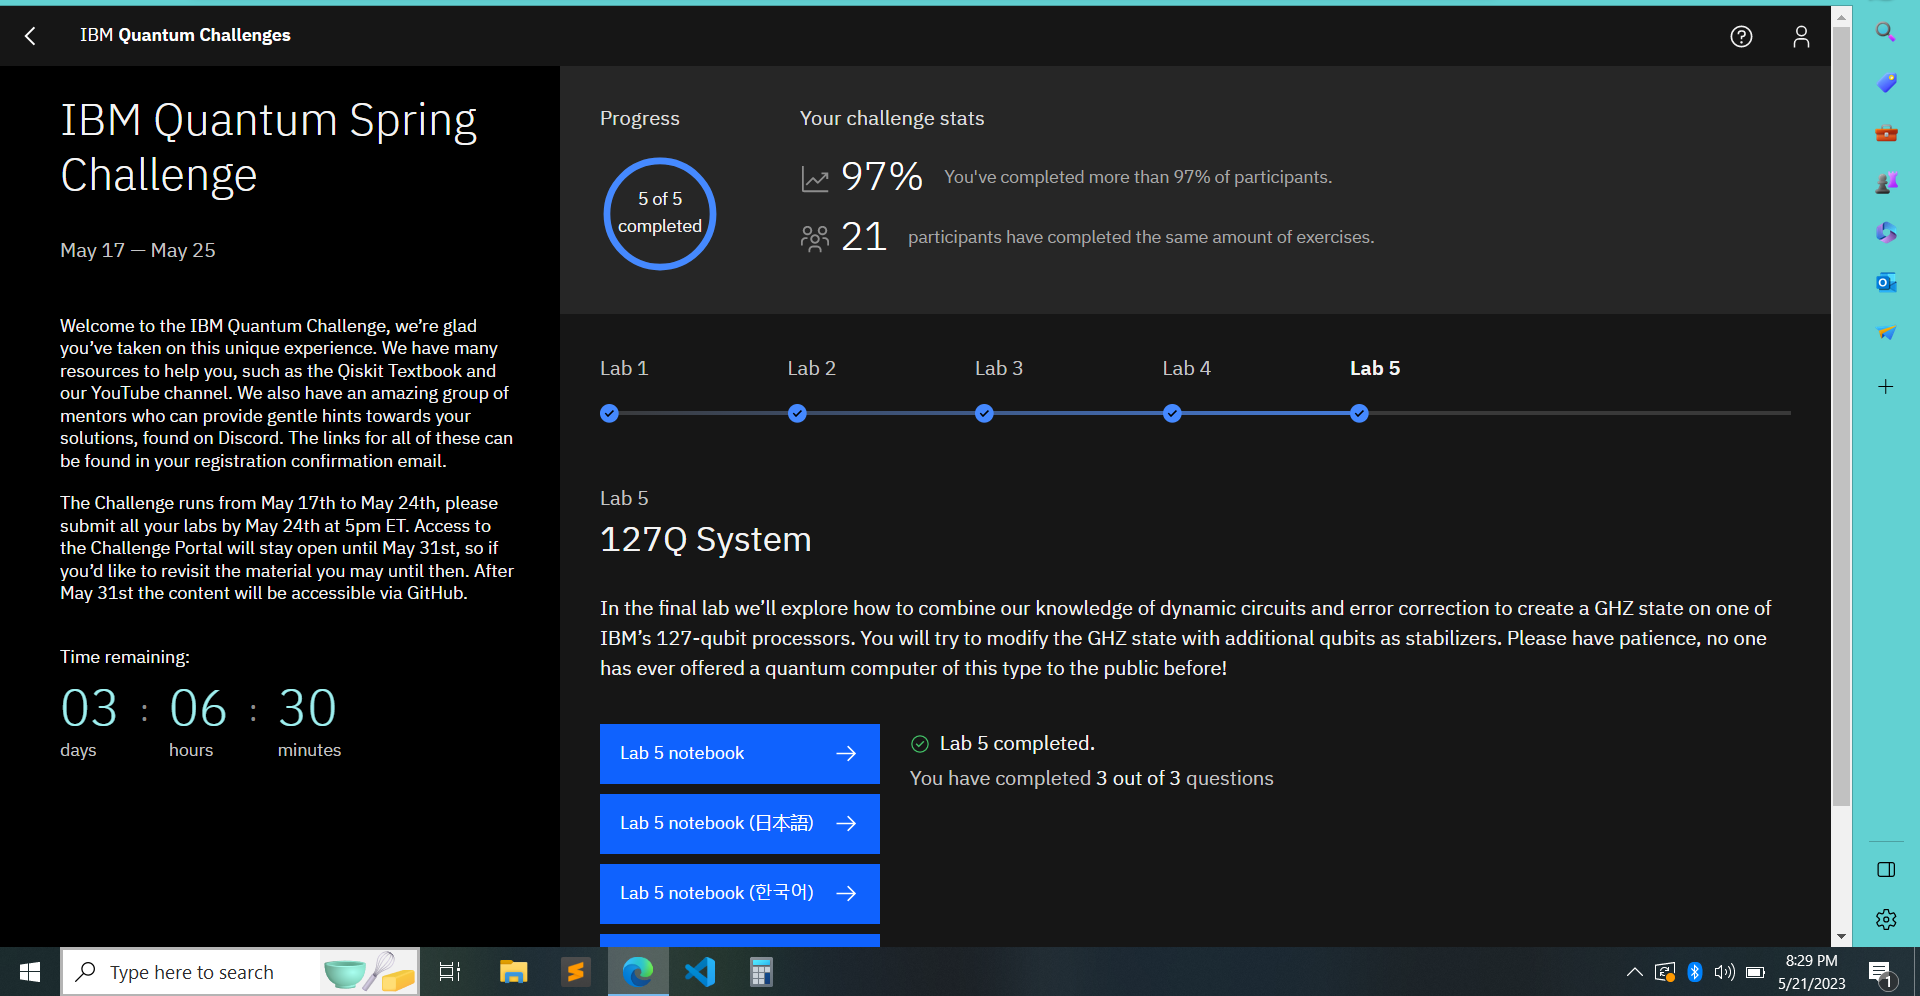 IBM Quantum Challenges
IBM Quantum Spring
Challenge
May 17 — May 25
Welcome to the IBM Quantum Challenge, we’re glad
you’ve taken on this unique experience. We have many
resources to help you, such as the Qiskit Textbook and
our YouTube channel. We also have an amazing group of
mentors who can provide gentle hints towards your
solutions, found on Discord. The links for all of these can
be found in your registration confirmation email.
The Challenge runs from May 17th to May 24th, please
submit all your labs by May 24th at 5pm ET. Access to
the Challenge Portal will stay open until May 31st, so if
you’d like to revisit the material you may until then. After
May 31st the content will be accessible via GitHub.
Time remaining:
03 : 06 : 30
days hours minutes
Progress
5 of 5
completed
Your challenge stats
97% You've completed more than 97% of participants.
21 participants have completed the same amount of exercises.
Lab 1 Lab 2 Lab 3 Lab 4 Lab 5
Lab 5
127Q System
In the final lab we’ll explore how to combine our knowledge of dynamic circuits and error correction to create a GHZ state on one of
IBM’s 127-qubit processors. You will try to modify the GHZ state with additional qubits as stabilizers. Please have patience, no one
has ever offered a quantum computer of this type to the public before!
Lab 5 notebook
Lab 5 notebook (日本語)
Lab 5 notebook (한국어)
Lab 5 completed.
You have completed 3 out of 3 questions
Type here to search
8:29 PM
5/21/2023
1